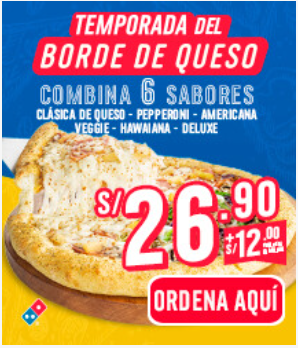 TEMPORADA DEL
BORDE DE QUESO
COMBINA 6 SABORES
CLÁSICA DE QUESO - PEPPERONI - AMERICANA
VEGGIE - HAWAIANA - DELUXE
S/26.90
+ S/12.00
ORDENA AQUÍ